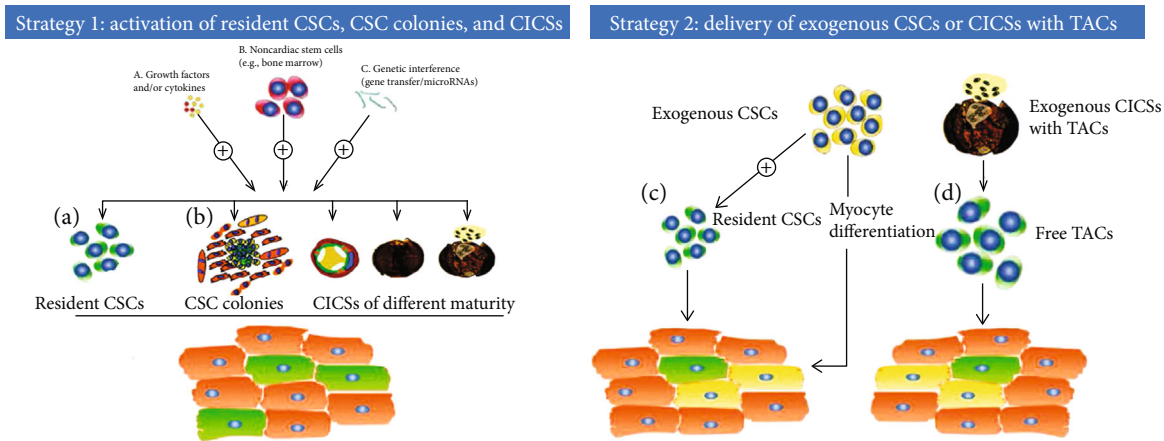 Strategy 1: activation of resident CSCs, CSC colonies, and CICSs
A. Growth factors
and/or cytokines
B. Noncardiac stem cells
(e.g., bone marrow)
C. Genetic interference
(gene transfer/microRNAs)
+
+
+
(a)
(b)
Resident CSCs
CSC colonies
CICSs of different maturity
Strategy 2: delivery of exogenous CSCs or CICSs with TACs
Exogenous CSCs
Exogenous CICSs
with TACs
+
(c)
(d)
Resident CSCs
Myocyte
differentiation
Free TACs